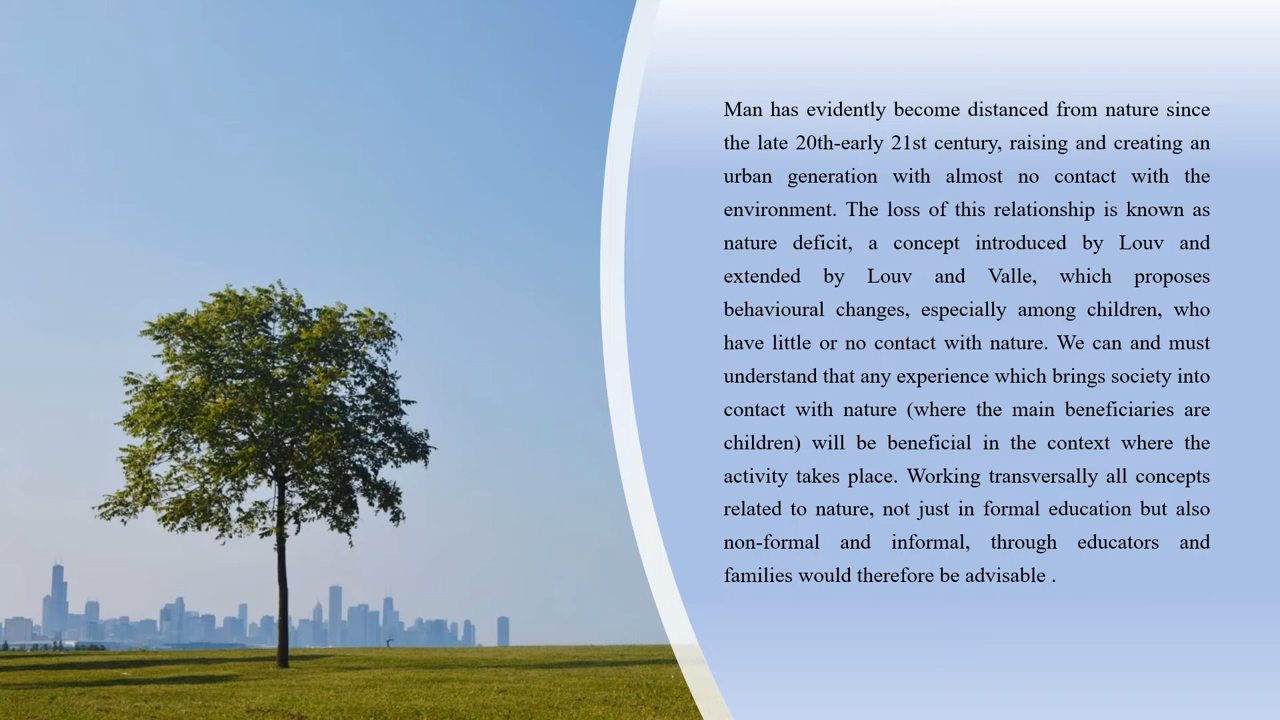 Man has evidently become distanced from nature since
the late 20th-early 21st century, raising and creating an
urban generation with almost no contact with the
environment. The loss of this relationship is known as
nature deficit, a concept introduced by Louv and
extended by Louv and Valle, which proposes
behavioural changes, especially among children, who
have little or no contact with nature. We can and must
understand that any experience which brings society into
contact with nature (where the main beneficiaries are
children) will be beneficial in the context where the
activity takes place. Working transversally all concepts
related to nature, not just in formal education but also
non-formal and informal, through educators and
families would therefore be advisable .